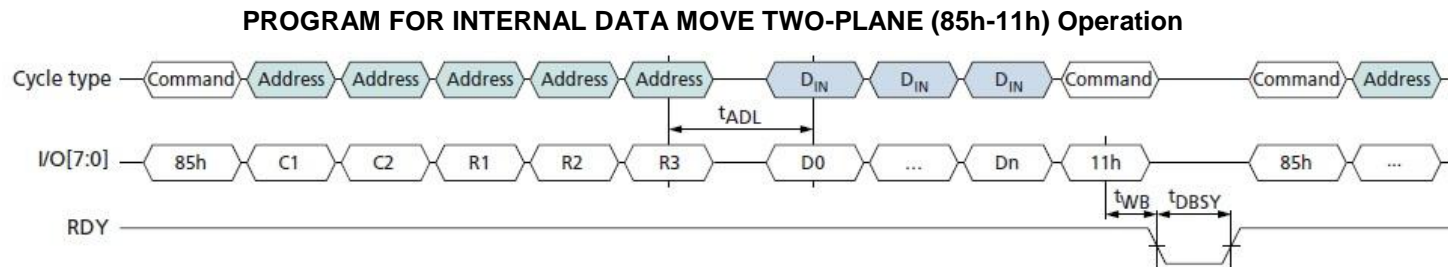 PROGRAM FOR INTERNAL DATA MOVE TWO-PLANE (85h-11h) Operation
Cycle type Command Address Address Address Address Address DIN DIN DIN Command Command Address
tADL
I/O[7:0] 85h C1 C2 R1 R2 R3 D0 ... Dn 11h 85h ...
tWB tDBSY
RDY